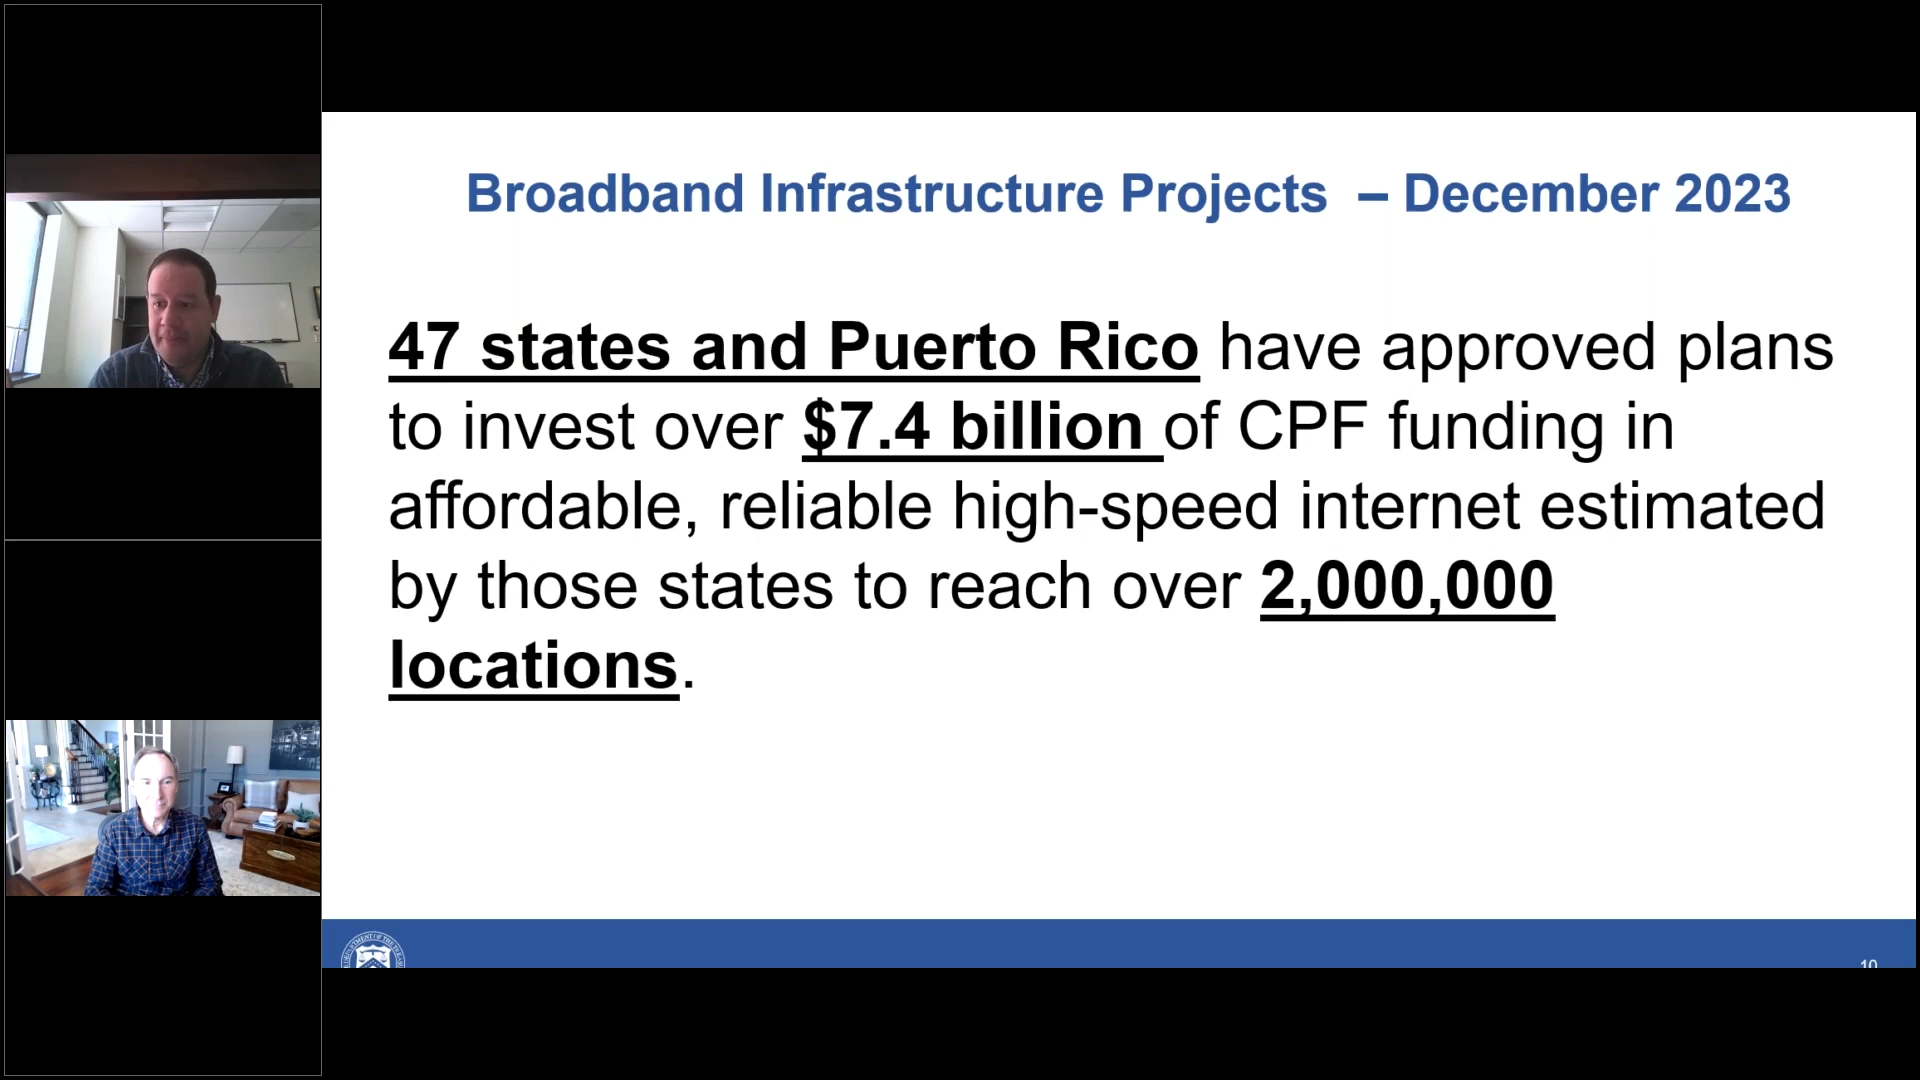 Broadband Infrastructure Projects – December 2023
47 states and Puerto Rico have approved plans
to invest over $7.4 billion of CPF funding in
affordable, reliable high-speed internet estimated
by those states to reach over 2,000,000
locations.
10